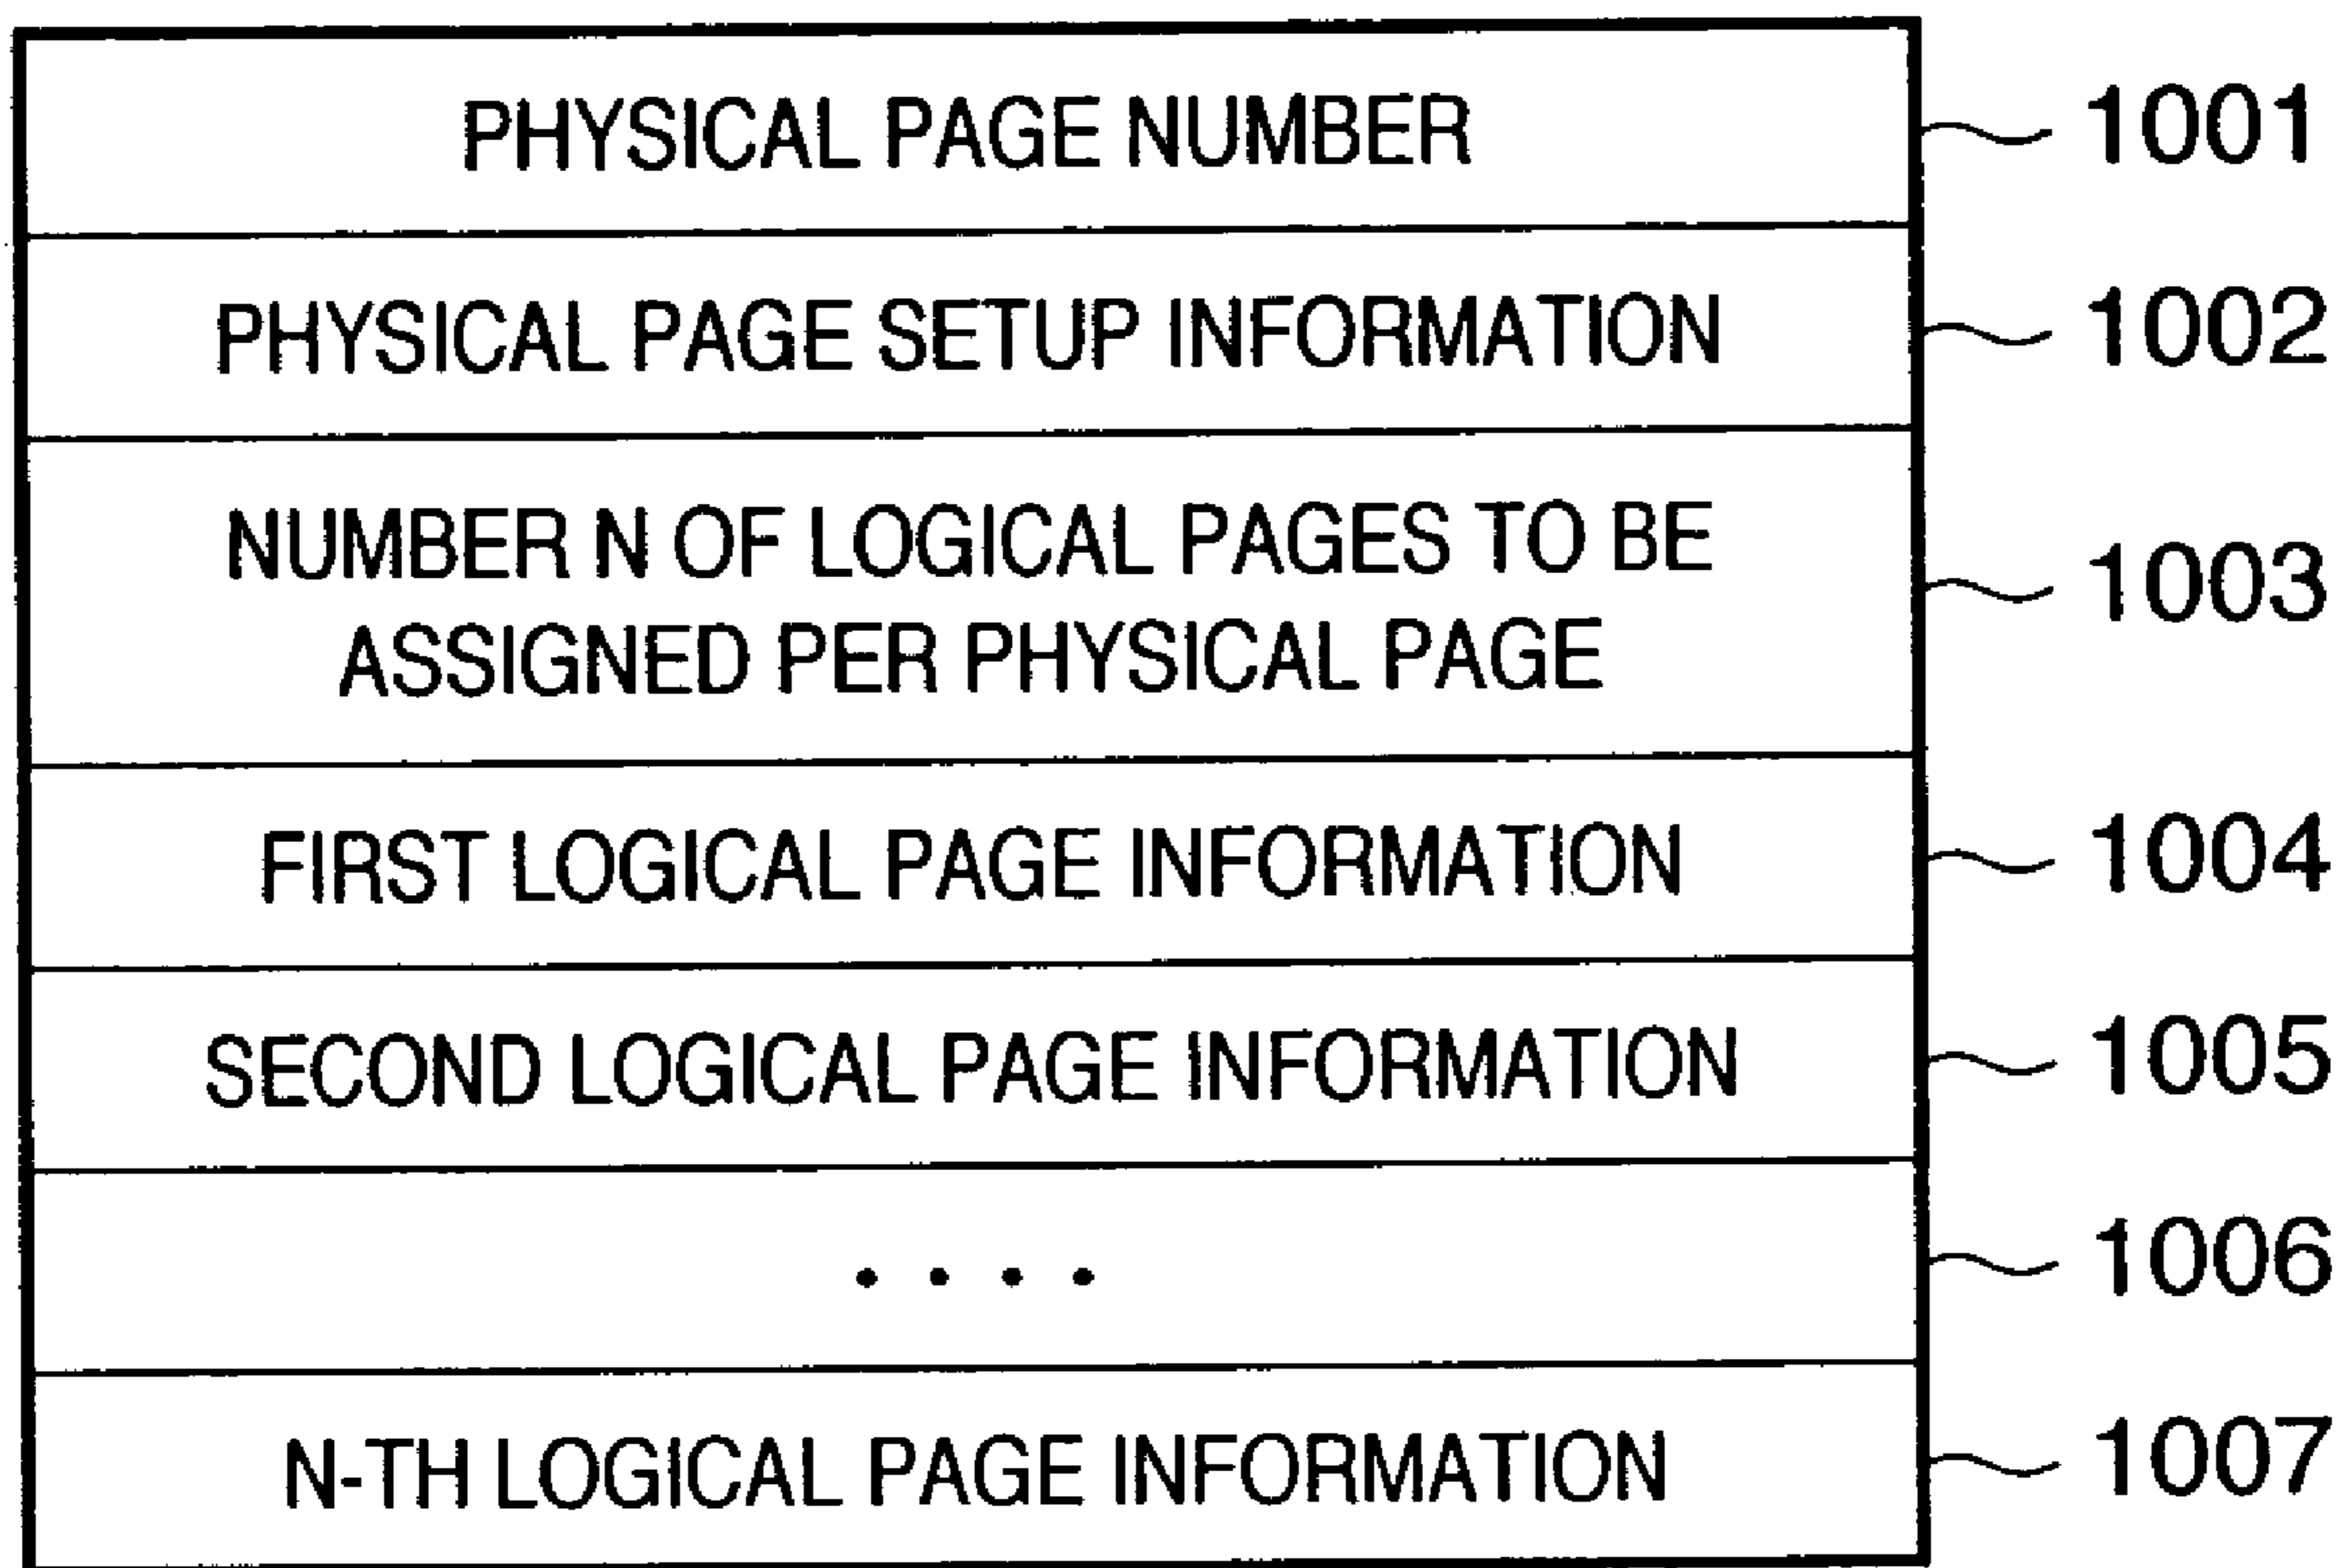 PHYSICAL PAGE NUMBER 1001
PHYSICAL PAGE SETUP INFORMATION 1002
NUMBER N OF LOGICAL PAGES TO BE
ASSIGNED PER PHYSICAL PAGE 1003
FIRST LOGICAL PAGE INFORMATION 1004
SECOND LOGICAL PAGE INFORMATION 1005
. . . . 1006
N-TH LOGICAL PAGE INFORMATION 1007